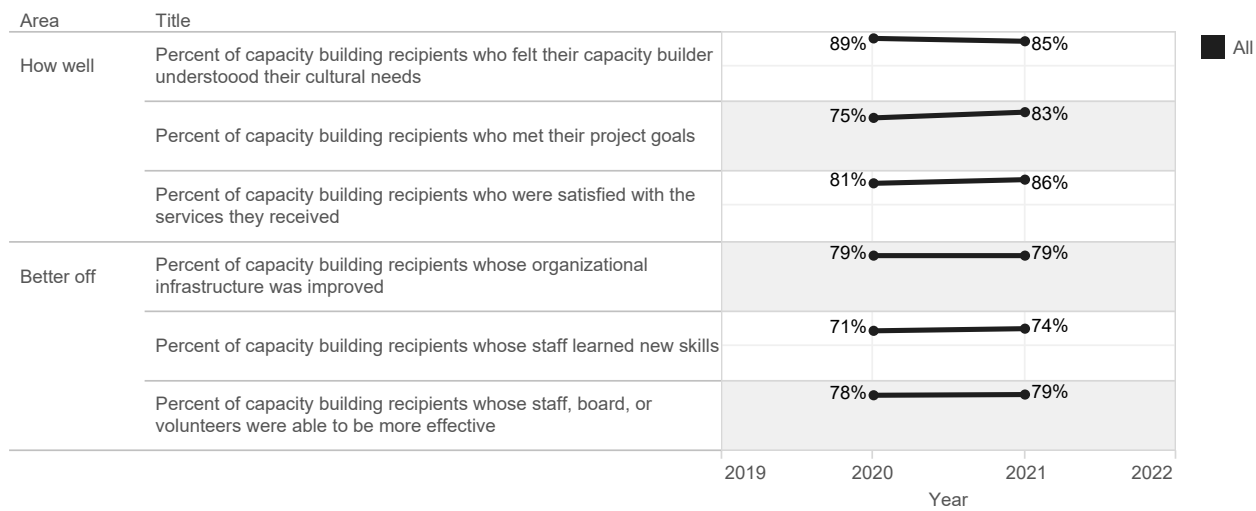 Area Title
How well
Percent of capacity building recipients who felt their capacity builder
understoood their cultural needs
89% 85%
All
Percent of capacity building recipients who met their project goals
75% 83%
Percent of capacity building recipients who were satisfied with the
services they received
81% 86%
Better off
Percent of capacity building recipients whose organizational
infrastructure was improved
79% 79%
Percent of capacity building recipients whose staff learned new skills
71% 74%
Percent of capacity building recipients whose staff, board, or
volunteers were able to be more effective
78% 79%
2019 2020 2021 2022
Year